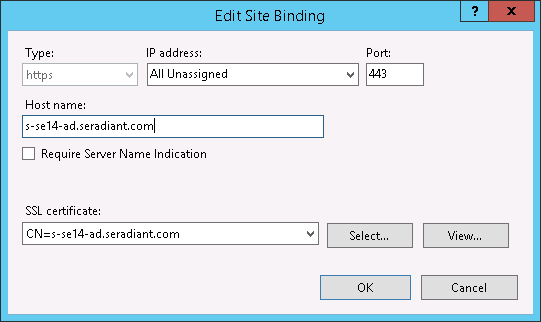 Edit Site Binding
? x
Type: IP address: Port:
https All Unassigned 443
Host name:
s-se14-ad.seradiant.com
Require Server Name Indication
SSL certificate:
CN=s-se14-ad.seradiant.com Select... View...
OK Cancel